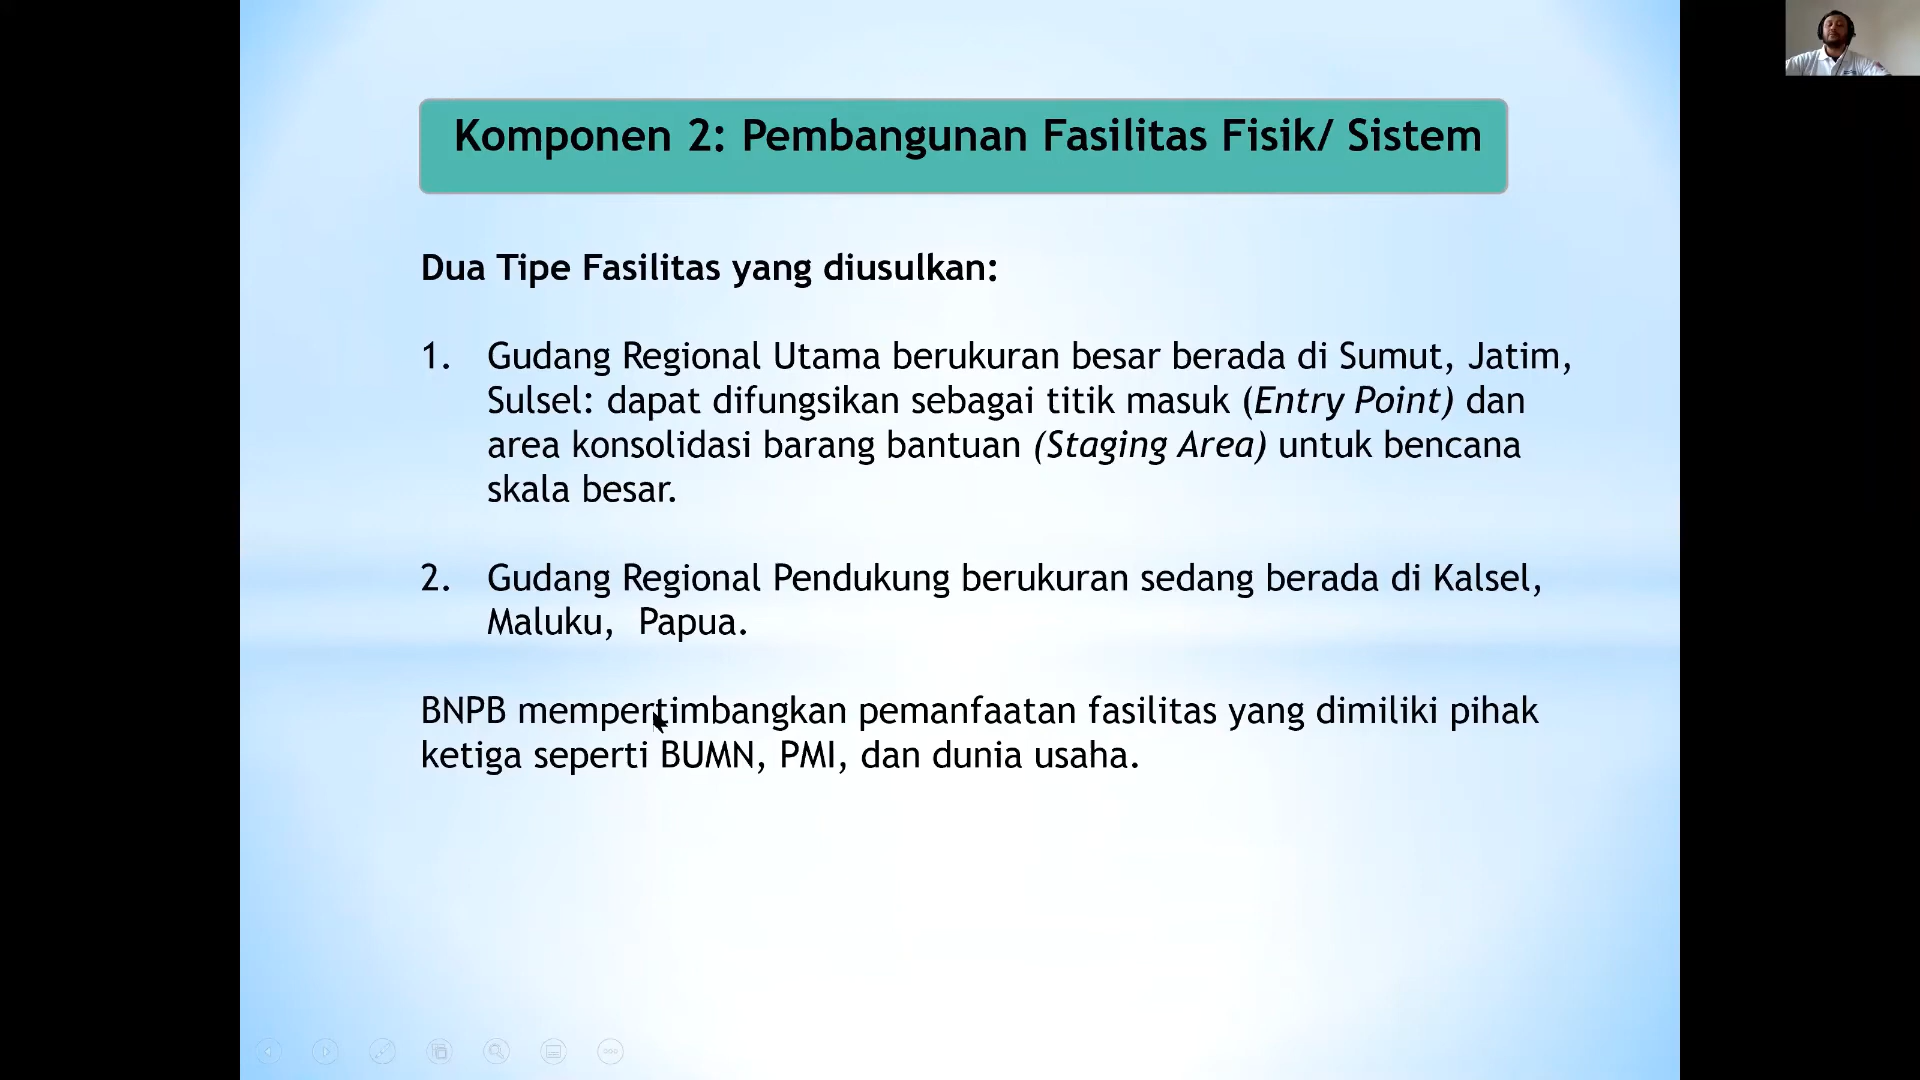 Komponen 2: Pembangunan Fasilitas Fisik/ Sistem
Dua Tipe Fasilitas yang diusulkan:
1. Gudang Regional Utama berukuran besar berada di Sumut, Jatim,
Sulsel: dapat difungsikan sebagai titik masuk (Entry Point) dan
area konsolidasi barang bantuan (Staging Area) untuk bencana
skala besar.
2. Gudang Regional Pendukung berukuran sedang berada di Kalsel,
Maluku, Papua.
BNPB mempertimbangkan pemanfaatan fasilitas yang dimiliki pihak
ketiga seperti BUMN, PMI, dan dunia usaha.